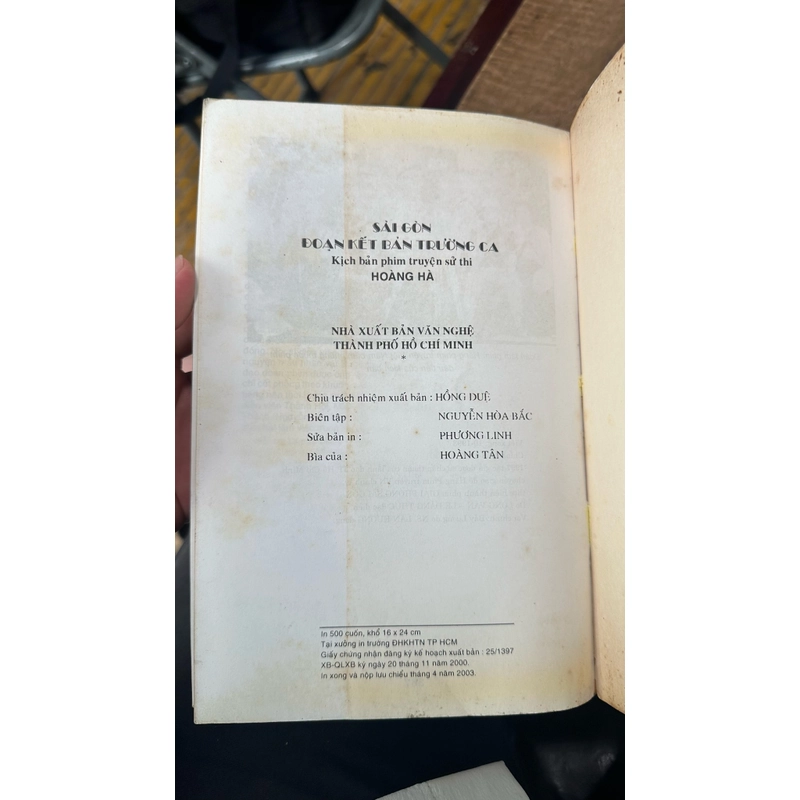 SÀI GÒN
ĐOẠN KẾT BẢN TRƯỜNG CA
Kịch bản phim truyện sử thi
HOÀNG HÀ
NHÀ XUẤT BẢN VĂN NGHỆ
THÀNH PHỐ HỒ CHÍ MINH
*
Chịu trách nhiệm xuất bản : HỒNG DUỆ
Biên tập : NGUYỄN HÒA BẮC
Sửa bản in : PHƯƠNG LINH
Bìa của : HOÀNG TÂN
In 500 cuốn, khổ 16 x 24 cm
Tại xưởng in trường ĐHKHTN TP HCM
Giấy chứng nhận đăng ký kế hoạch xuất bản : 25/1397
XB-QLXB ký ngày 20 tháng 11 năm 2000.
In xong và nộp lưu chiểu tháng 4 năm 2003.